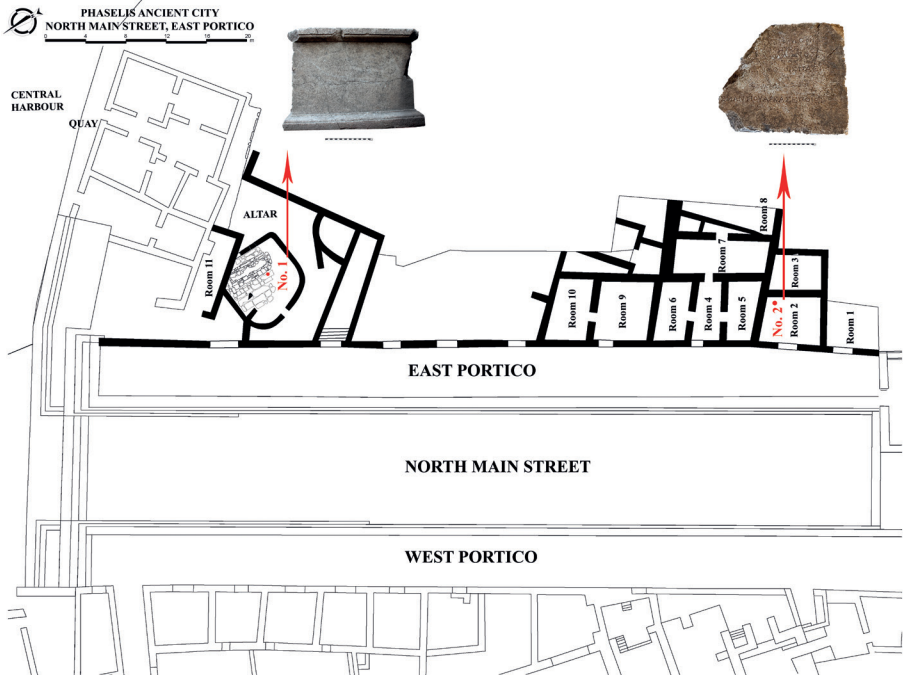 PHASELIS ANCIENT CITY
NORTH MAIN STREET, EAST PORTICO
0 4 8 12 16 20
m
CENTRAL
HARBOUR
QUAY
ALTAR
No. 1
Room 11
Room 10
Room 9
Room 6
Room 4
Room 5
Room 7
Room 8
Room 3
No. 2
Room 2
Room 1
EAST PORTICO
NORTH MAIN STREET
WEST PORTICO